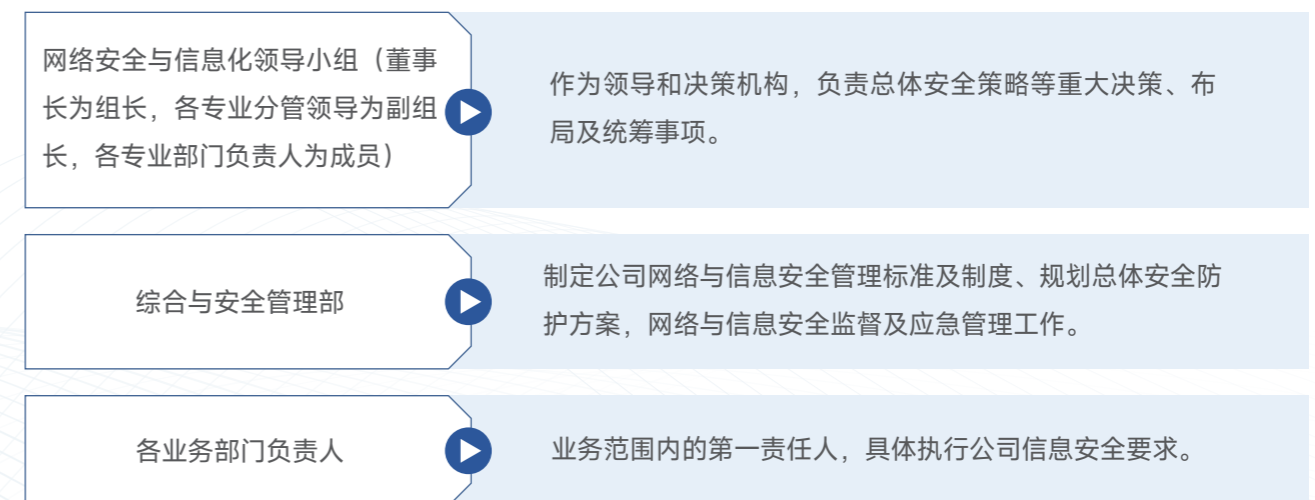 网络安全与信息化领导小组（董事
长为组长，各专业分管领导为副组
长，各专业部门负责人为成员）
作为领导和决策机构，负责总体安全策略等重大决策、布
局及统筹事项。
综合与安全管理部
制定公司网络与信息安全管理标准及制度、规划总体安全防
护方案，网络与信息安全监督及应急管理工作。
各业务部门负责人
业务范围内的第一责任人，具体执行公司信息安全要求。